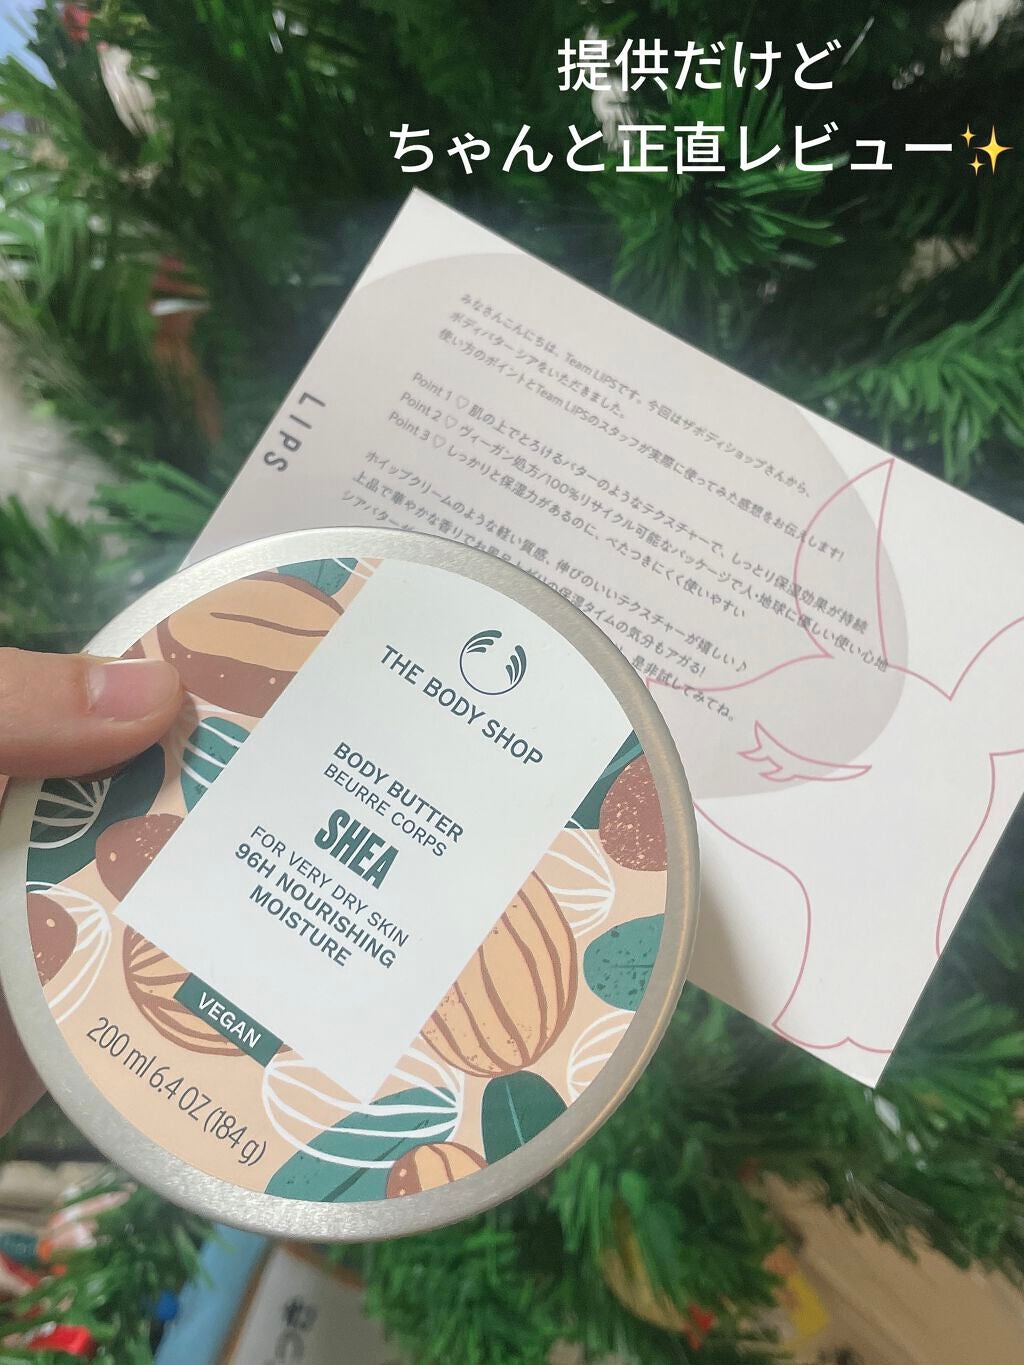 提供だけど
ちゃんと正直レビュー✨
LIPS
みなさんこんにちは、Team LIPSです。今回はザボディショップさんから、
ボディバター シアをいただきました。
使い方のポイントとTeam LIPSのスタッフが実際に使ってみた感想をお伝えします!
Point 1 ♡ 肌の上でとろけるバターのようなテクスチャーで、しっとり保湿効果が持続
Point 2 ♡ ヴィーガン処方/100%リサイクル可能なパッケージで人・地球に優しい使い心地
Point 3 ♡ しっかりと保湿力があるのに、べたつきにくく使いやすい
ホイップクリームのような軽い質感、伸びのいいテクスチャーが嬉しい♪
上品で華やかな香りでお風呂上がりの保湿タイムの気分もアガる!
シアバター
是非試してみてね。
THE BODY SHOP
BODY BUTTER
BEURRE CORPS
SHEA
FOR VERY DRY SKIN
96H NOURISHING
MOISTURE
VEGAN
200 ml 6.4 OZ (184 g)